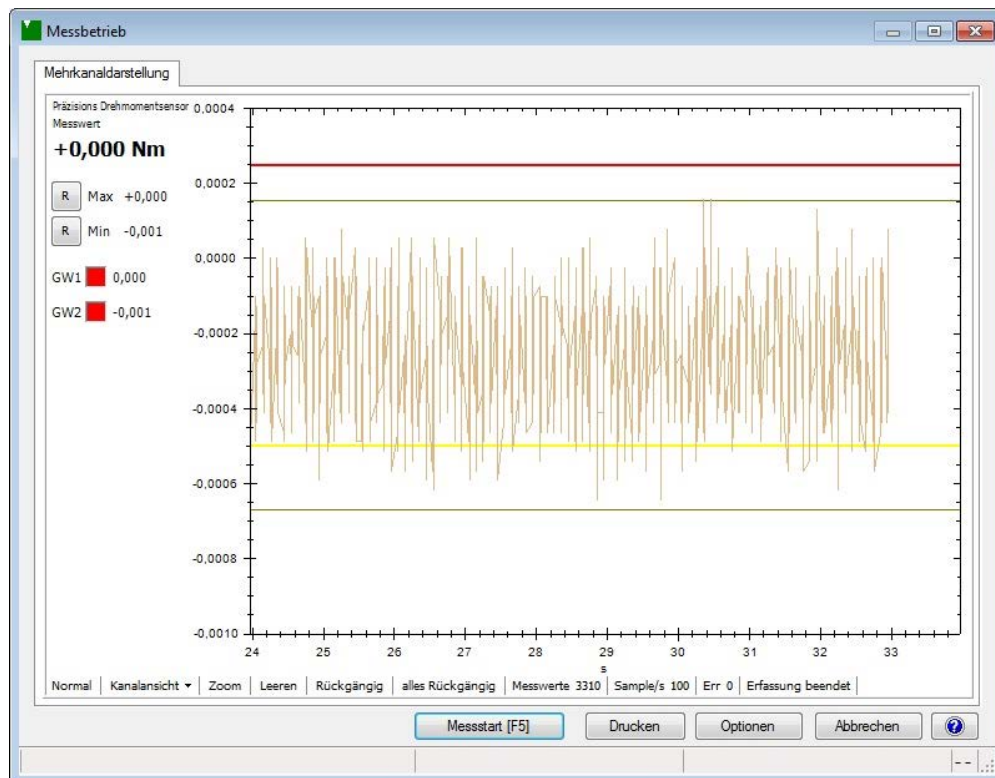 Messbetrieb
Mehrkanaldarstellung
Präzisions Drehmomentsensor
Messwert
+0,000 Nm
R Max +0,000
R Min -0,001
GW1 0,000
GW2 -0,001
0,0004
0,0002
0,0000
-0,0002
-0,0004
-0,0006
-0,0008
-0,0010
24 25 26 27 28 29 30 31 32 33
s
Normal Kanalansicht Zoom Leeren Rückgängig alles Rückgängig Messwerte 3310 Sample/s 100 Err 0 Erfassung beendet
Messstart [F5] Drucken Optionen Abbrechen ?
--